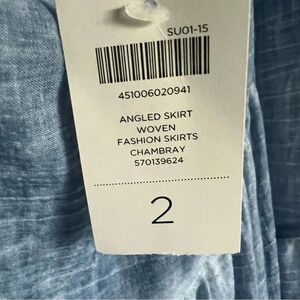 SU01-15
451006020941
ANGLED SKIRT
WOVEN
FASHION SKIRTS
CHAMBRAY
570139624
2